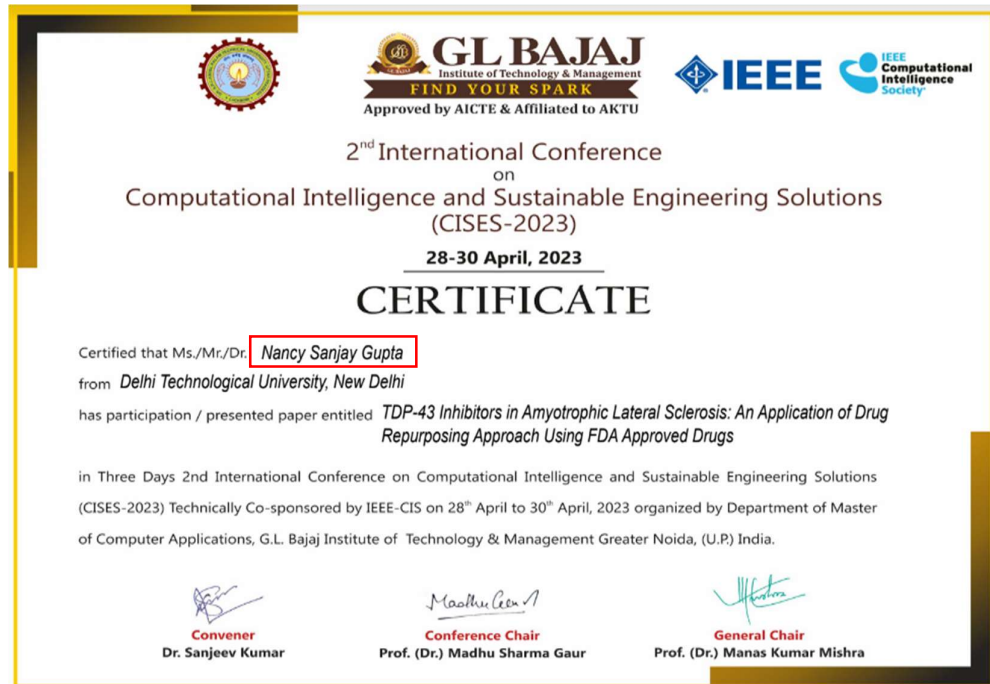 GL BAJAJ
Institute of Technology & Management
FIND YOUR SPARK
Approved by AICTE & Affiliated to AKTU
IEEE
IEEE
Computational
Intelligence
Society
2nd International Conference
on
Computational Intelligence and Sustainable Engineering Solutions
(CISES-2023)
28-30 April, 2023
CERTIFICATE
Certified that Ms./Mr./Dr. Nancy Sanjay Gupta
from Delhi Technological University, New Delhi
has participation / presented paper entitled TDP-43 Inhibitors in Amyotrophic Lateral Sclerosis: An Application of Drug
Repurposing Approach Using FDA Approved Drugs
in Three Days 2nd International Conference on Computational Intelligence and Sustainable Engineering Solutions
(CISES-2023) Technically Co-sponsored by IEEE-CIS on 28th April to 30th April, 2023 organized by Department of Master
of Computer Applications, G.L. Bajaj Institute of Technology & Management Greater Noida, (U.P.) India.
Convener
Dr. Sanjeev Kumar
Conference Chair
Prof. (Dr.) Madhu Sharma Gaur
General Chair
Prof. (Dr.) Manas Kumar Mishra